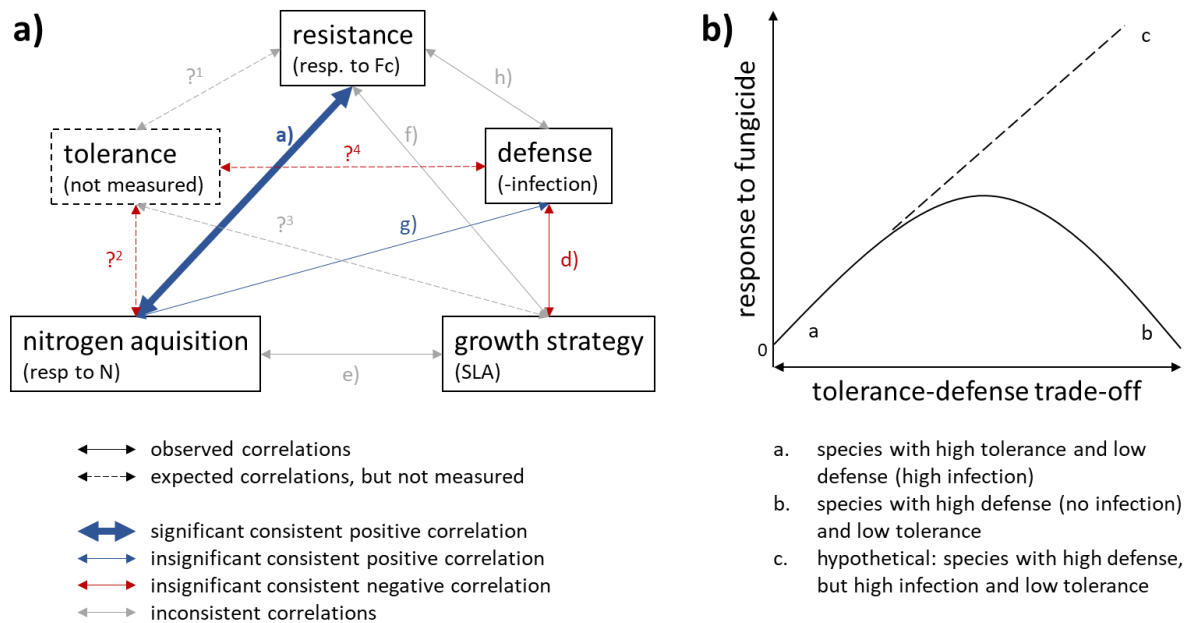 a)
resistance
(resp. to Fc)
?1
h)
a)
f)
tolerance
(not measured)
?4
defense
(-infection)
g)
?3
?2
d)
nitrogen aquisition
(resp to N)
e)
growth strategy
(SLA)
observed correlations
expected correlations, but not measured
significant consistent positive correlation
insignificant consistent positive correlation
insignificant consistent negative correlation
inconsistent correlations
b)
response to fungicide
c
a
b
0
tolerance-defense trade-off
a. species with high tolerance and low
defense (high infection)
b. species with high defense (no infection)
and low tolerance
c. hypothetical: species with high defense,
but high infection and low tolerance